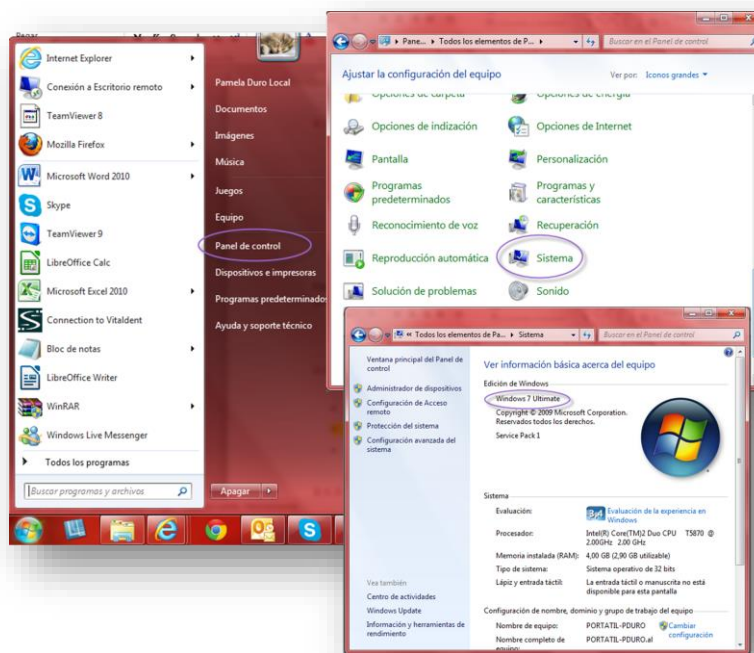 Internet Explorer
Conexión a Escritorio remoto
TeamViewer 8
Mozilla Firefox
Microsoft Word 2010
Skype
TeamViewer 9
LibreOffice Calc
Microsoft Excel 2010
Connection to Vitaldent
Bloc de notas
LibreOffice Writer
WinRAR
Windows Live Messenger
Todos los programas
Buscar programas y archivos
Pamela Duro Local
Documentos
Imágenes
Música
Juegos
Equipo
Panel de control
Dispositivos e impresoras
Programas predeterminados
Ayuda y soporte técnico
Apagar
Pane... Todos los elementos de P...
Buscar en el Panel de control
Ajustar la configuración del equipo
Ver por: Iconos grandes
Opciones de carpeta
Opciones de energía
Opciones de indización
Opciones de Internet
Pantalla
Personalización
Programas
predeterminados
Programas y
características
Reconocimiento de voz
Recuperación
Reproducción automática
Sistema
Solución de problemas
Sonido
« Todos los elementos de Pa... Sistema
Buscar en el Panel de control
Ventana principal del Panel de
control
Administrador de dispositivos
Configuración de Acceso
remoto
Protección del sistema
Configuración avanzada del
sistema
Vea también
Centro de actividades
Windows Update
Información y herramientas de
rendimiento
Ver información básica acerca del equipo
Edición de Windows
Windows 7 Ultimate
Copyright © 2009 Microsoft Corporation.
Reservados todos los derechos.
Service Pack 1
Sistema
Evaluación:
3,1 Evaluación de la experiencia en
Windows
Procesador: Intel(R) Core(TM)2 Duo CPU T5870 @
2.00GHz 2.00 GHz
Memoria instalada (RAM): 4,00 GB (2,90 GB utilizable)
Tipo de sistema: Sistema operativo de 32 bits
Lápiz y entrada táctil: La entrada táctil o manuscrita no está
disponible para esta pantalla
Configuración de nombre, dominio y grupo de trabajo del equipo
Nombre de equipo: PORTATIL-PDURO Cambiar
configuración
Nombre completo de PORTATIL-PDURO.al
equipo: